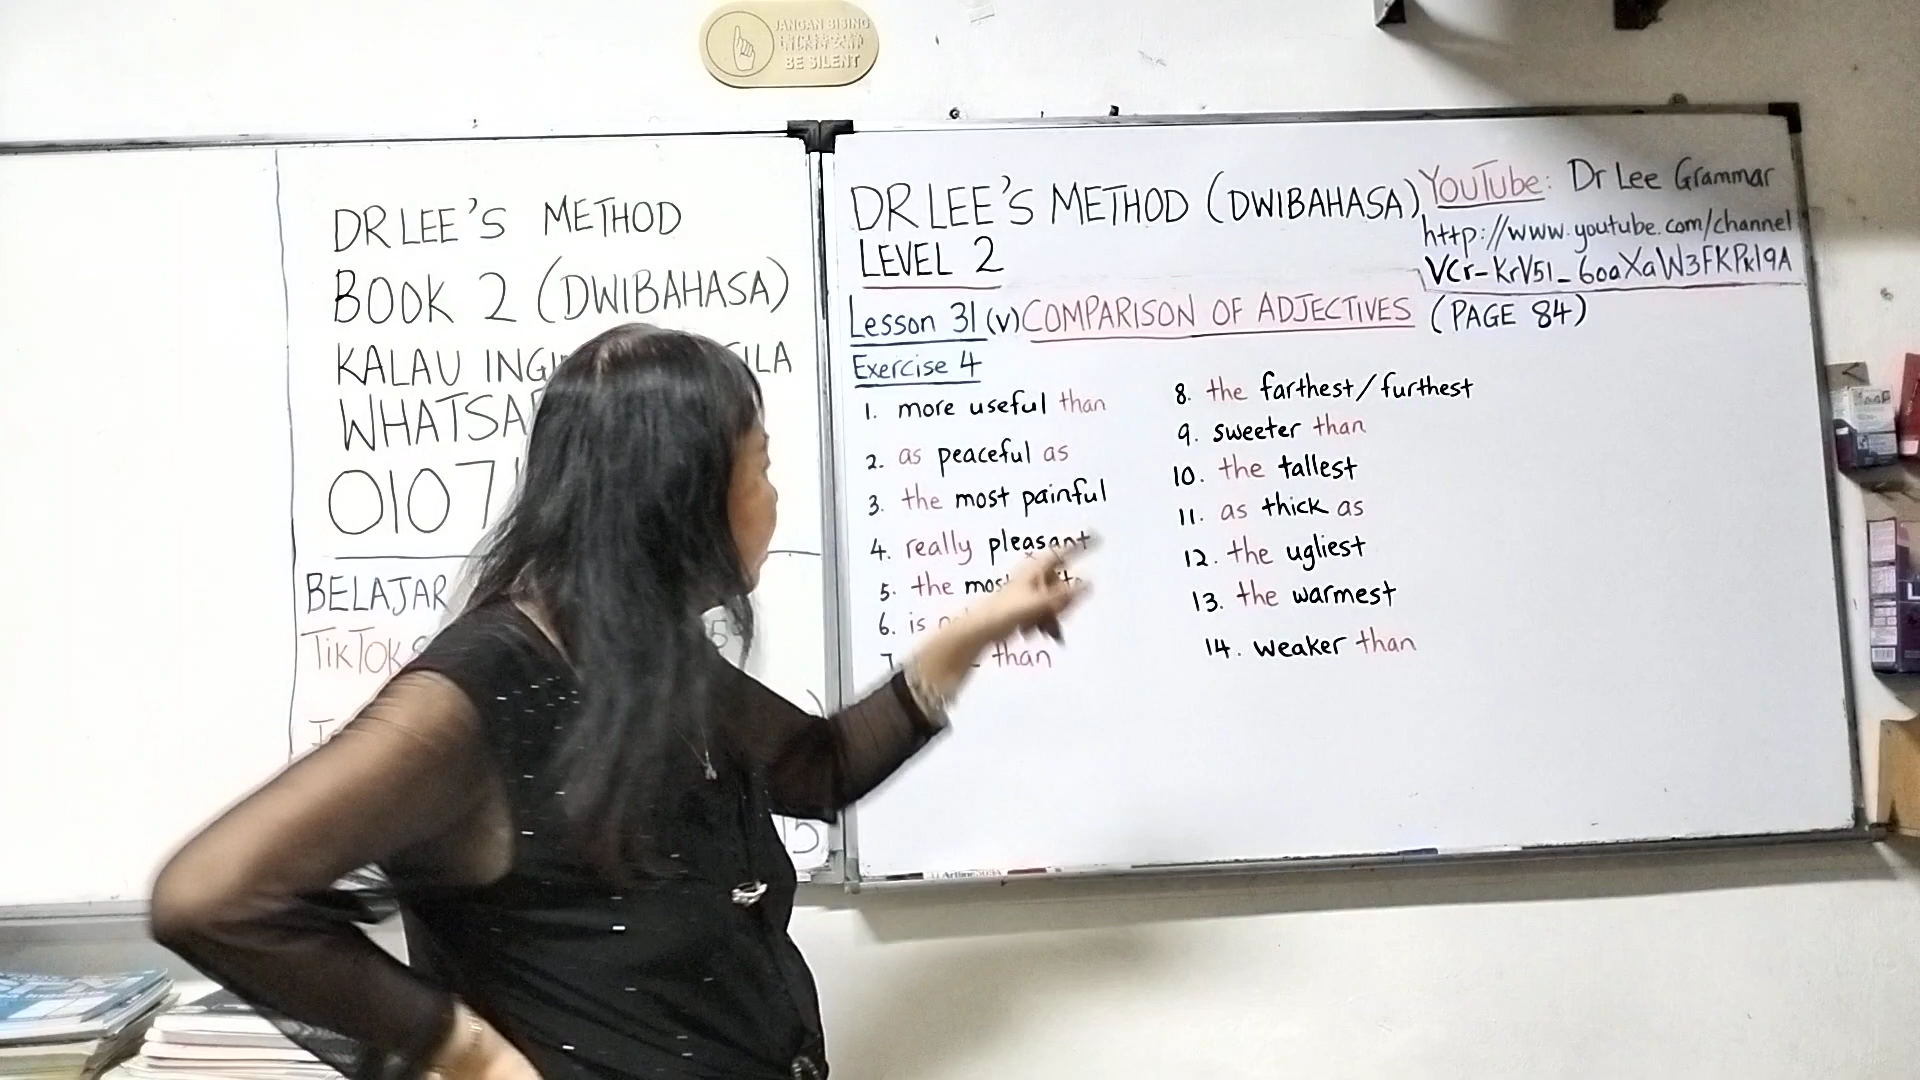 JANGAN BISING
请保持安静
BE SILENT
DR LEE'S METHOD
BOOK 2 (DWIBAHASA)
KALAU
WHATSAPP
0107
BELAJAR
TikTok
DR LEE'S METHOD (DWIBAHASA)
LEVEL 2
YouTube: Dr Lee Grammar
http://www.youtube.com/channel
VCr-KrV51_6oaXaW3FKPkl9A
Lesson 31 (v) COMPARISON OF ADJECTIVES (PAGE 84)
Exercise 4
1. more useful than
2. as peaceful as
3. the most painful
4. really pleasant
5. the most
6. is
7. than
8. the farthest/furthest
9. sweeter than
10. the tallest
11. as thick as
12. the ugliest
13. the warmest
14. weaker than